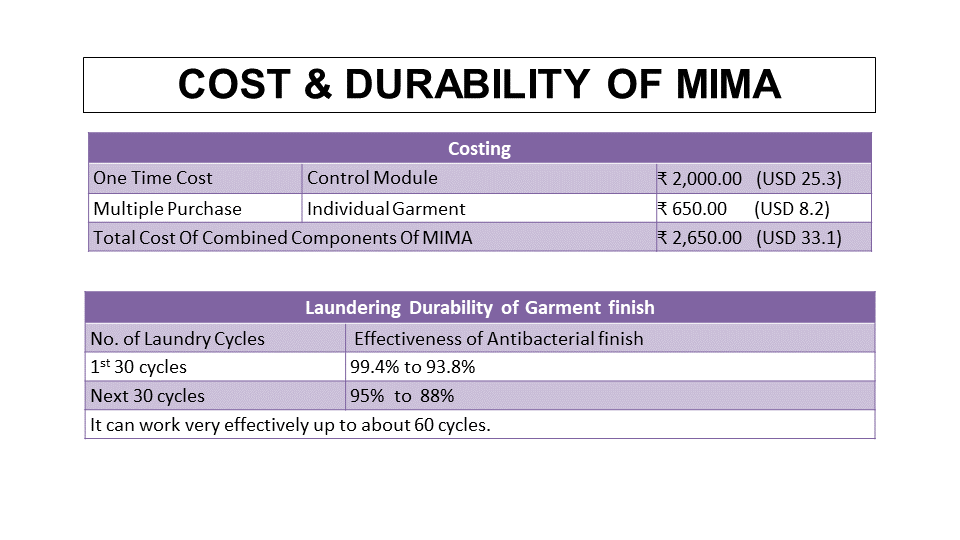 COST & DURABILITY OF MIMA
Costing
One Time Cost Control Module ₹ 2,000.00 (USD 25.3)
Multiple Purchase Individual Garment ₹ 650.00 (USD 8.2)
Total Cost Of Combined Components Of MIMA ₹ 2,650.00 (USD 33.1)
Laundering Durability of Garment finish
No. of Laundry Cycles Effectiveness of Antibacterial finish
1st 30 cycles 99.4% to 93.8%
Next 30 cycles 95% to 88%
It can work very effectively up to about 60 cycles.